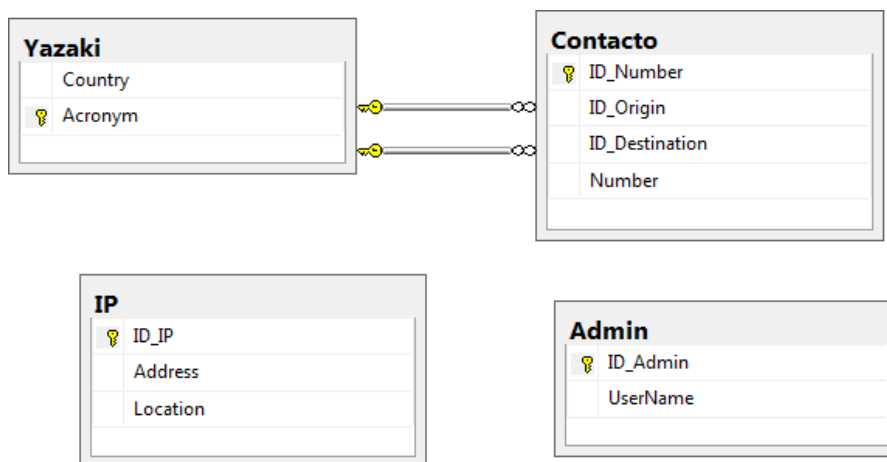 Yazaki
Country
Acronym
Contacto
ID_Number
ID_Origin
ID_Destination
Number
IP
ID_IP
Address
Location
Admin
ID_Admin
UserName